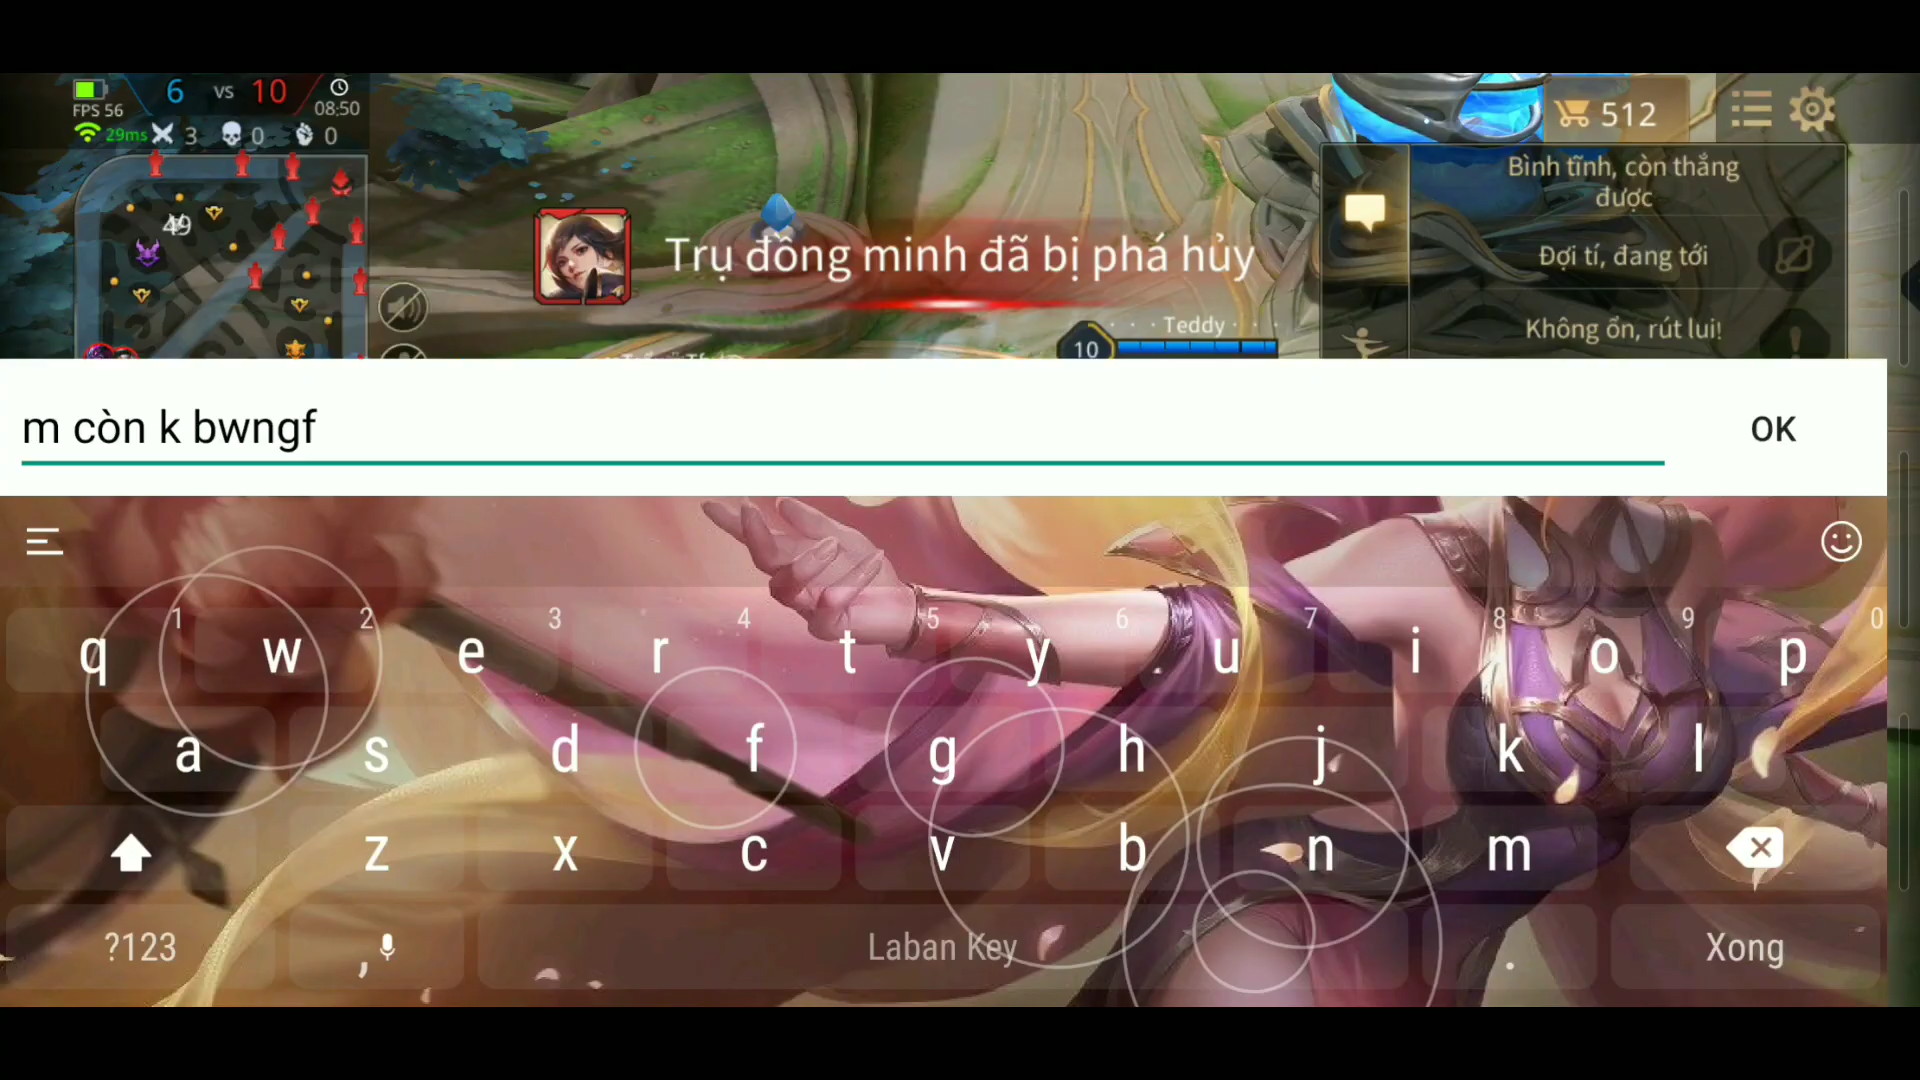 6 vs 10
08:50
FPS 56
29ms 3 0 0
512
49
Trụ đồng minh đã bị phá hủy
Bình tĩnh, còn thắng
được
Đợi tí, đang tới
Không ổn, rút lui!
Teddy
10
m còn k bwngf
OK
1 2 3 4 5 6 7 8 9 0
q w e r t y u i o p
a s d f g h j k l
z x c v b n m
?123 , Laban Key . Xong